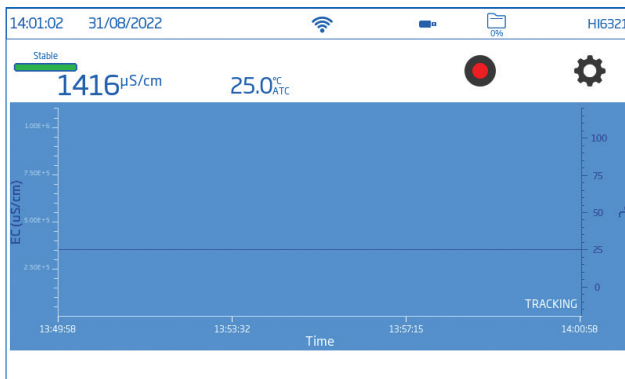 14:01:02 31/08/2022 0% HI6321
Stable
1416 µS/cm 25.0 °C ATC
1.00E+6
7.50E+5
5.00E+5
2.50E+5
EC (uS/cm)
100
75
50
25
0
TRACKING
13:49:58 13:53:32 13:57:15 14:00:58
Time